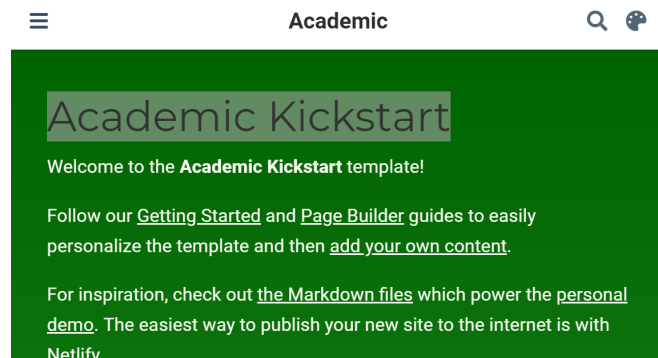 Academic
Academic Kickstart
Welcome to the Academic Kickstart template!
Follow our Getting Started and Page Builder guides to easily
personalize the template and then add your own content.
For inspiration, check out the Markdown files which power the personal
demo. The easiest way to publish your new site to the internet is with
Netlify